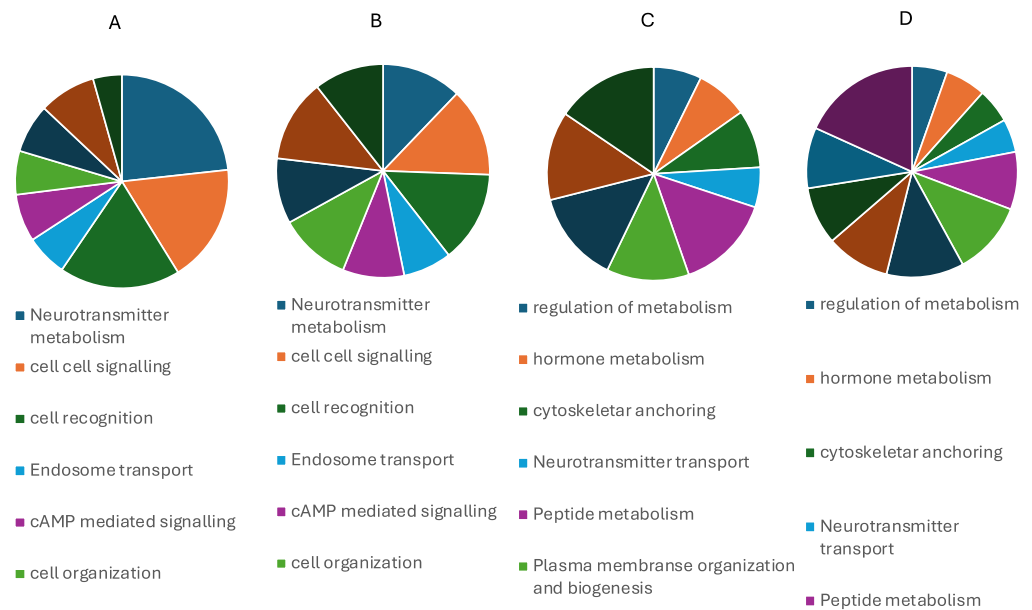 A
B
C
D
Neurotransmitter
metabolism
cell cell signalling
cell recognition
Endosome transport
cAMP mediated signalling
cell organization
Neurotransmitter
metabolism
cell cell signalling
cell recognition
Endosome transport
cAMP mediated signalling
cell organization
regulation of metabolism
hormone metabolism
cytoskeletar anchoring
Neurotransmitter transport
Peptide metabolism
Plasma membranse organization
and biogenesis
regulation of metabolism
hormone metabolism
cytoskeletar anchoring
Neurotransmitter
transport
Peptide metabolism